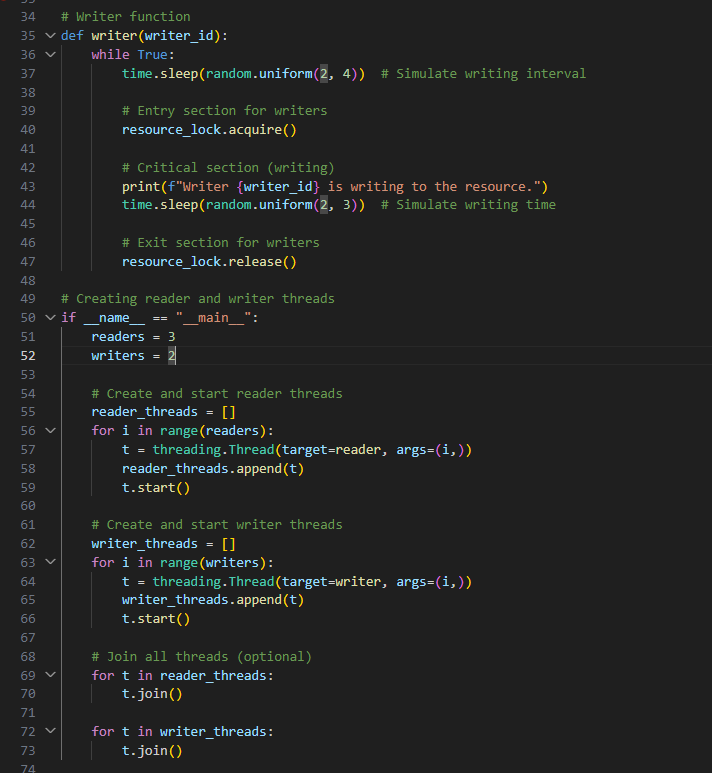 34 # Writer function
35 def writer(writer_id):
36 while True:
37 time.sleep(random.uniform(2, 4)) # Simulate writing interval
38
39 # Entry section for writers
40 resource_lock.acquire()
41
42 # Critical section (writing)
43 print(f"Writer {writer_id} is writing to the resource.")
44 time.sleep(random.uniform(2, 3)) # Simulate writing time
45
46 # Exit section for writers
47 resource_lock.release()
48
49 # Creating reader and writer threads
50 if __name__ == "__main__":
51 readers = 3
52 writers = 2
53
54 # Create and start reader threads
55 reader_threads = []
56 for i in range(readers):
57 t = threading.Thread(target=reader, args=(i,))
58 reader_threads.append(t)
59 t.start()
60
61 # Create and start writer threads
62 writer_threads = []
63 for i in range(writers):
64 t = threading.Thread(target=writer, args=(i,))
65 writer_threads.append(t)
66 t.start()
67
68 # Join all threads (optional)
69 for t in reader_threads:
70 t.join()
71
72 for t in writer_threads:
73 t.join()
74